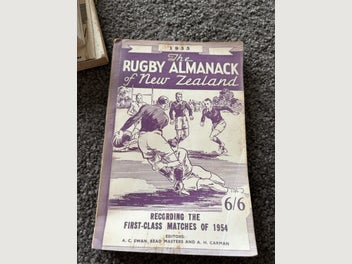 1955
The
RUGBY ALMANACK
of New Zealand
6/6
RECORDING THE
FIRST-CLASS MATCHES OF 1954
EDITORS:
A. C. SWAN, READ MASTERS AND A. H. CARMAN